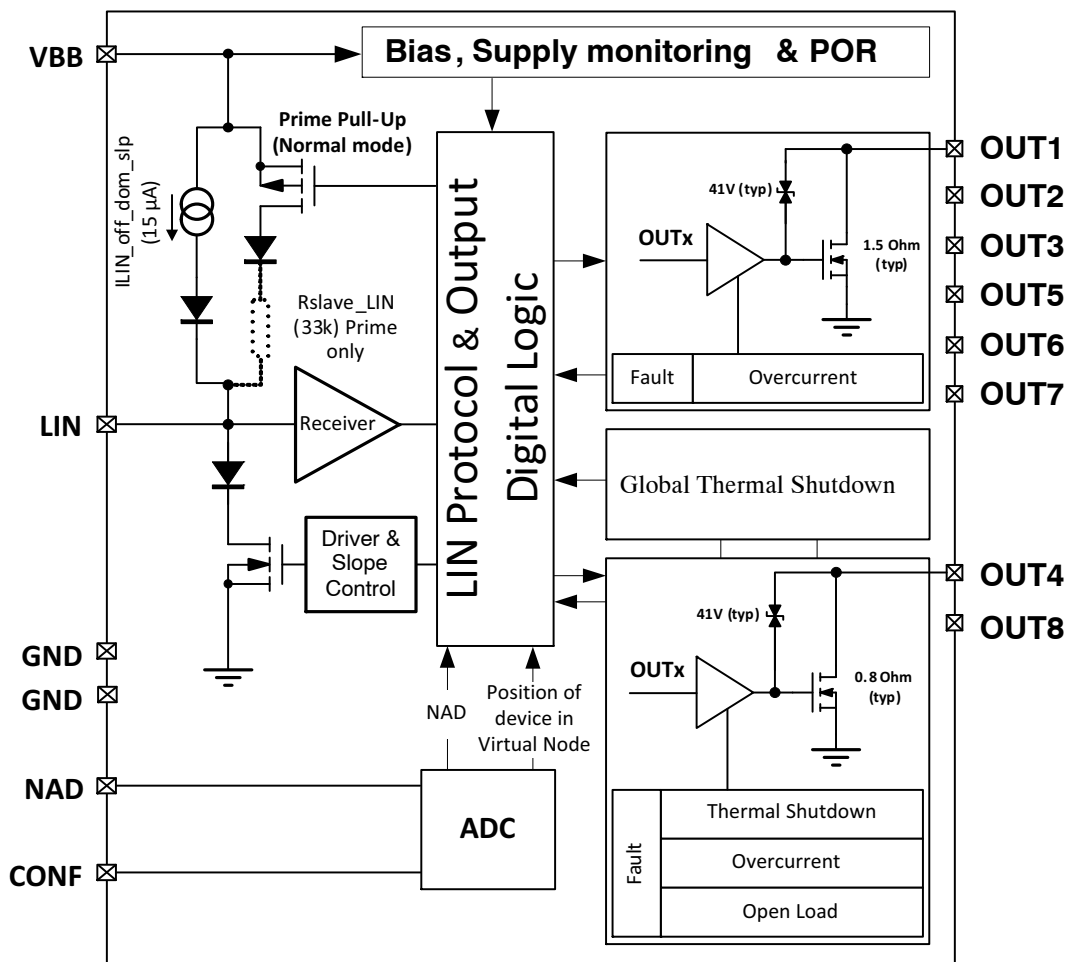 VBB
Bias, Supply monitoring & POR
Prime Pull-Up
(Normal mode)
ILIN_off_dom_slp
(15 µA)
Rslave_LIN
(33k) Prime
only
LIN
Receiver
LIN Protocol & Output
Digital Logic
Driver &
Slope
Control
GND
GND
NAD
CONF
NAD
Position of
device in
Virtual Node
ADC
41V (typ)
OUTx
1.5 Ohm
(typ)
Fault
Overcurrent
OUT1
OUT2
OUT3
OUT5
OUT6
OUT7
Global Thermal Shutdown
41V (typ)
OUTx
0.8 Ohm
(typ)
Fault
Thermal Shutdown
Overcurrent
Open Load
OUT4
OUT8